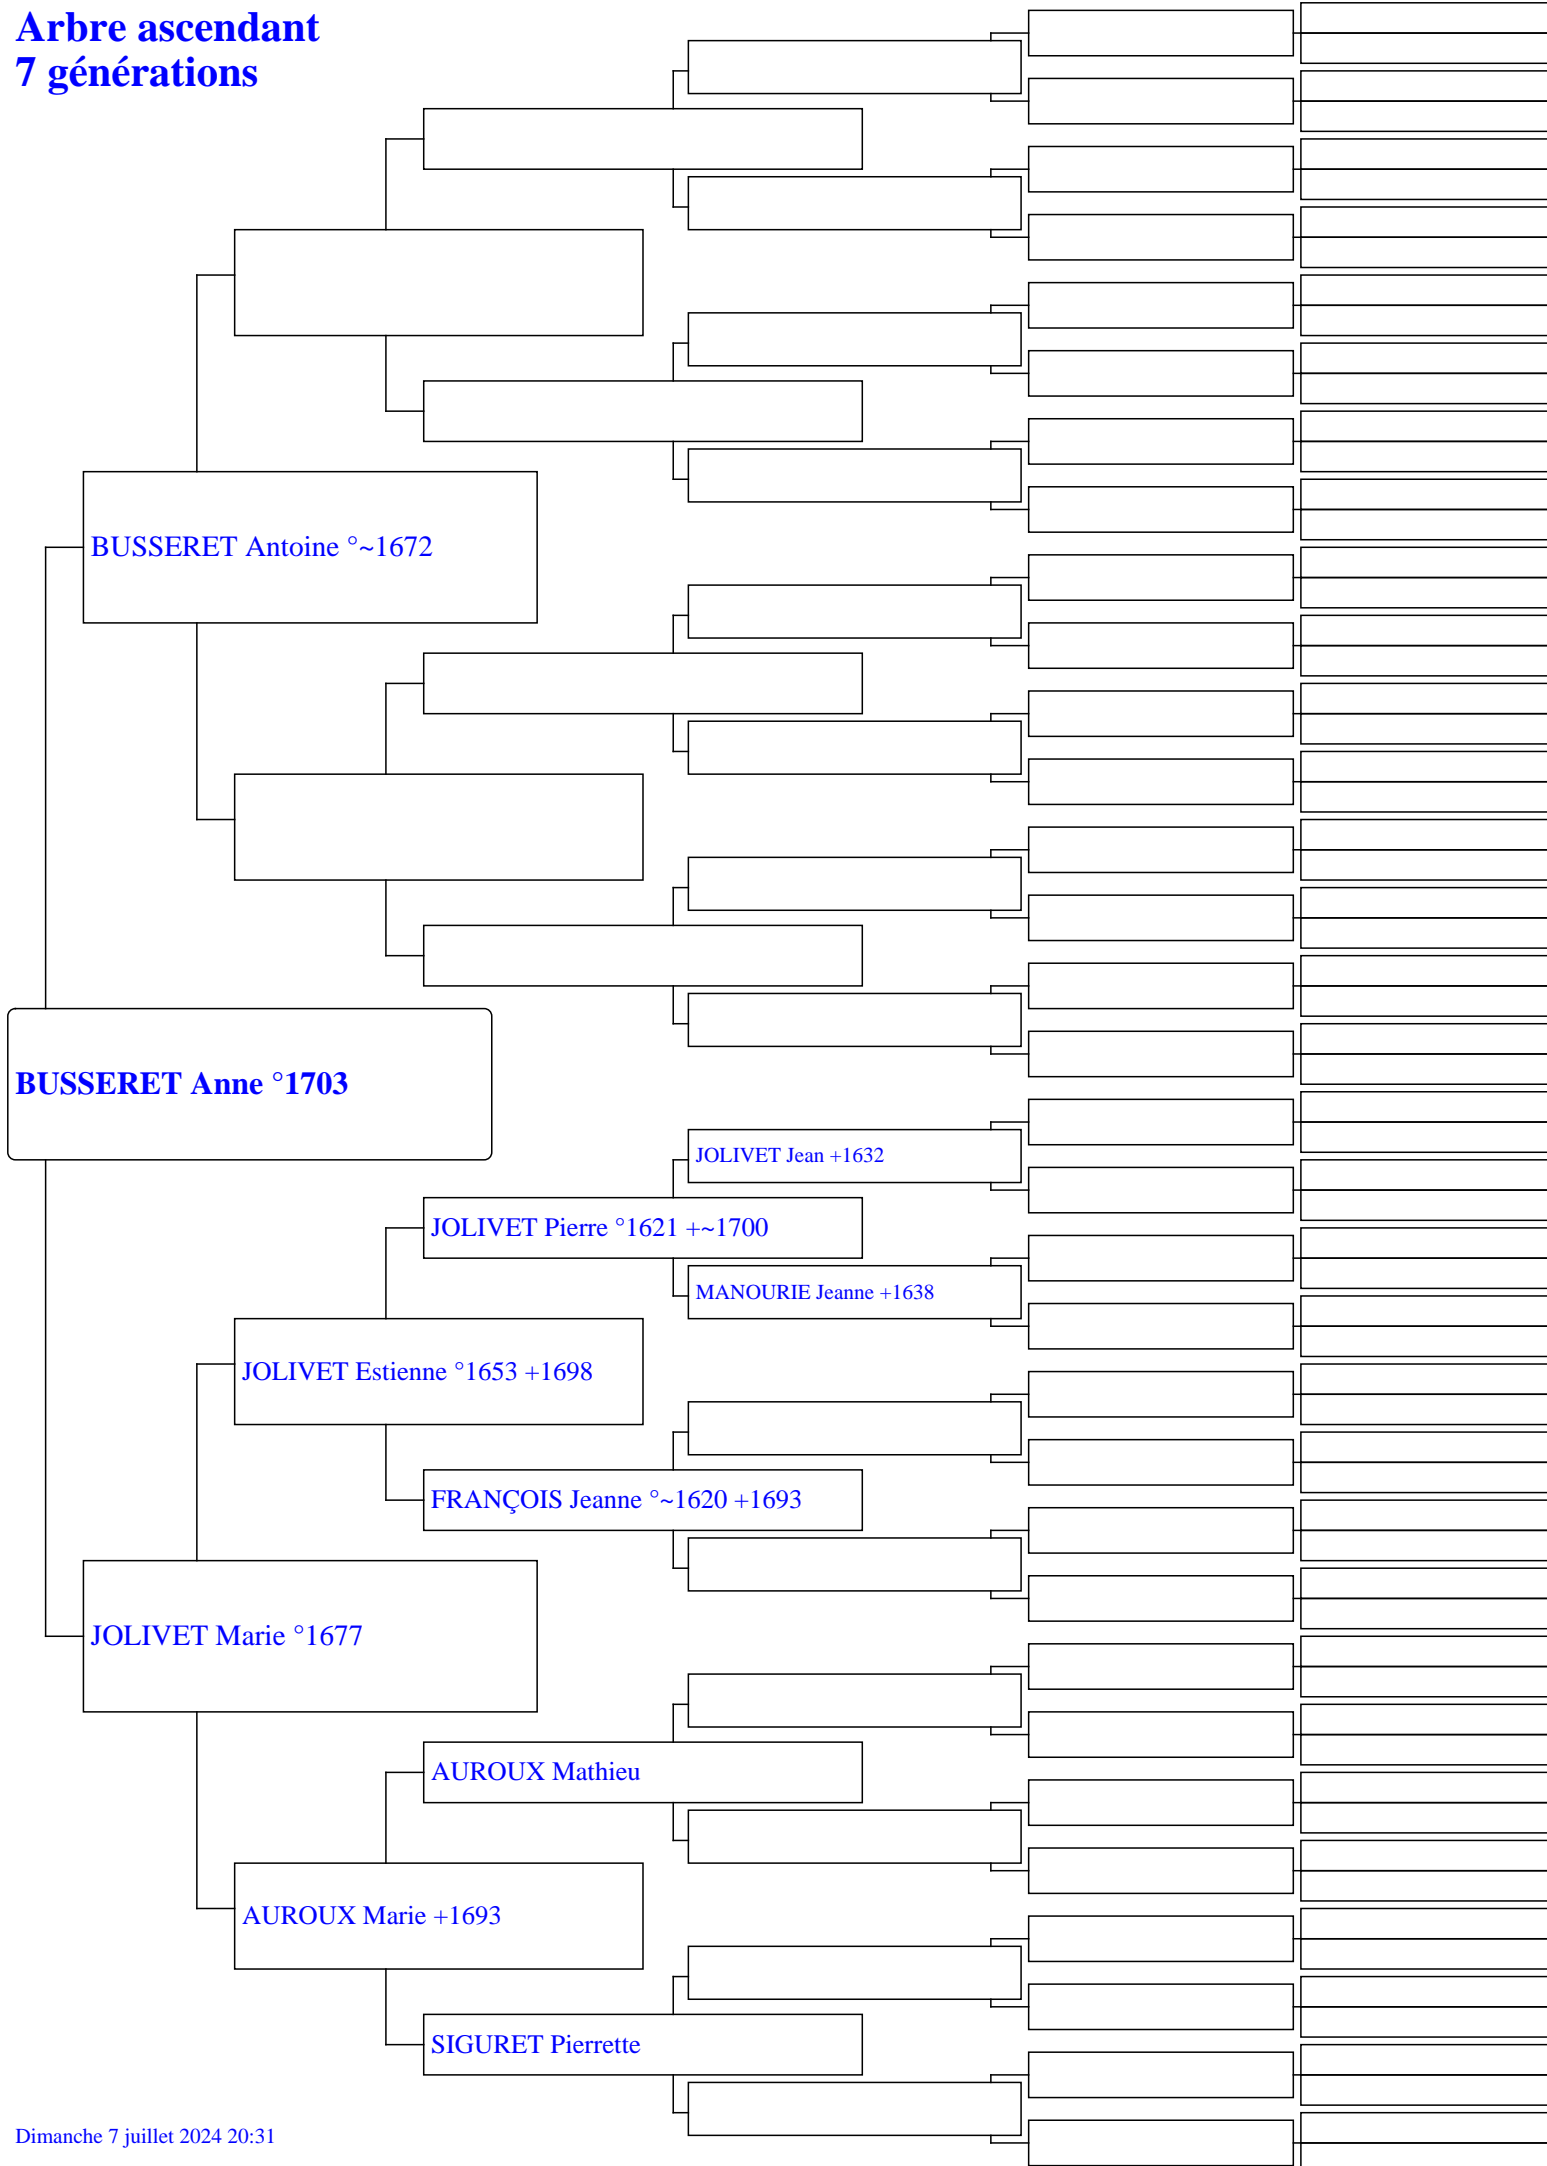 Arbre ascendant
7 générations
BUSSERET Antoine °~1672
BUSSERET Anne °1703
JOLIVET Jean +1632
JOLIVET Pierre °1621 +~1700
MANOURIE Jeanne +1638
JOLIVET Estienne °1653 +1698
FRANÇOIS Jeanne °~1620 +1693
JOLIVET Marie °1677
AUROUX Mathieu
AUROUX Marie +1693
SIGURET Pierrette
Dimanche 7 juillet 2024 20:31